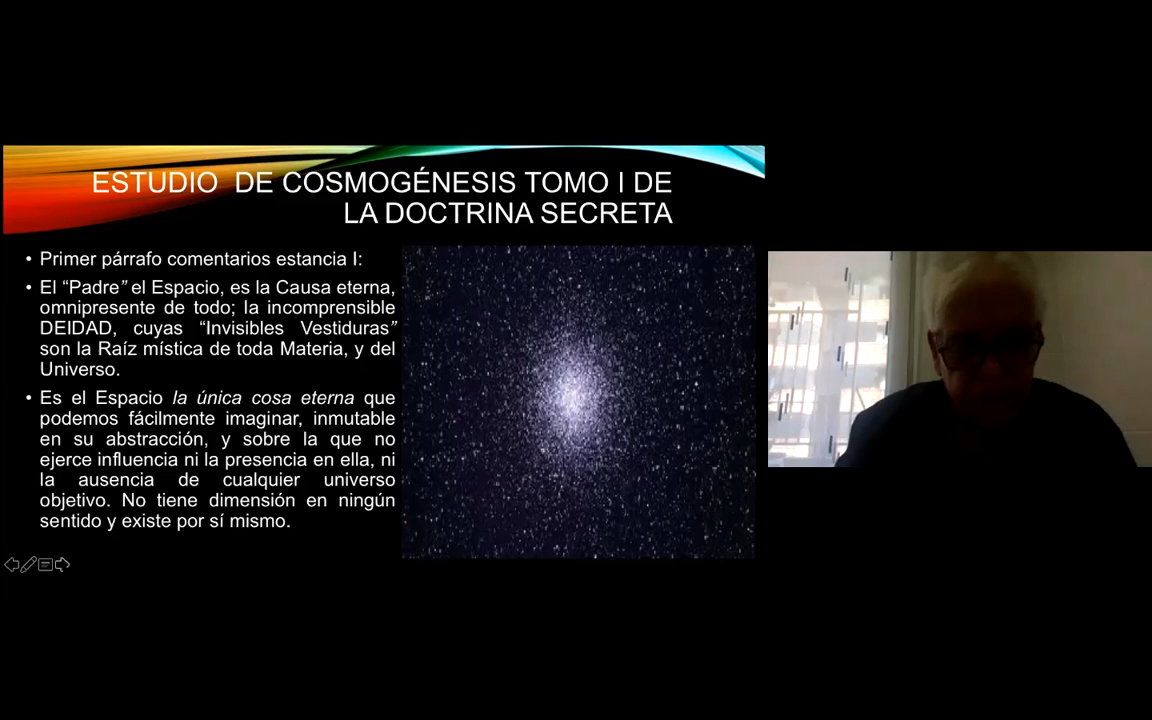 ESTUDIO DE COSMOGÉNESIS TOMO I DE
LA DOCTRINA SECRETA
• Primer párrafo comentarios estancia I:
• El “Padre” el Espacio, es la Causa eterna,
omnipresente de todo; la incomprensible
DEIDAD, cuyas “Invisibles Vestiduras”
son la Raíz mística de toda Materia, y del
Universo.
• Es el Espacio la única cosa eterna que
podemos fácilmente imaginar, inmutable
en su abstracción, y sobre la que no
ejerce influencia ni la presencia en ella, ni
la ausencia de cualquier universo
objetivo. No tiene dimensión en ningún
sentido y existe por sí mismo.